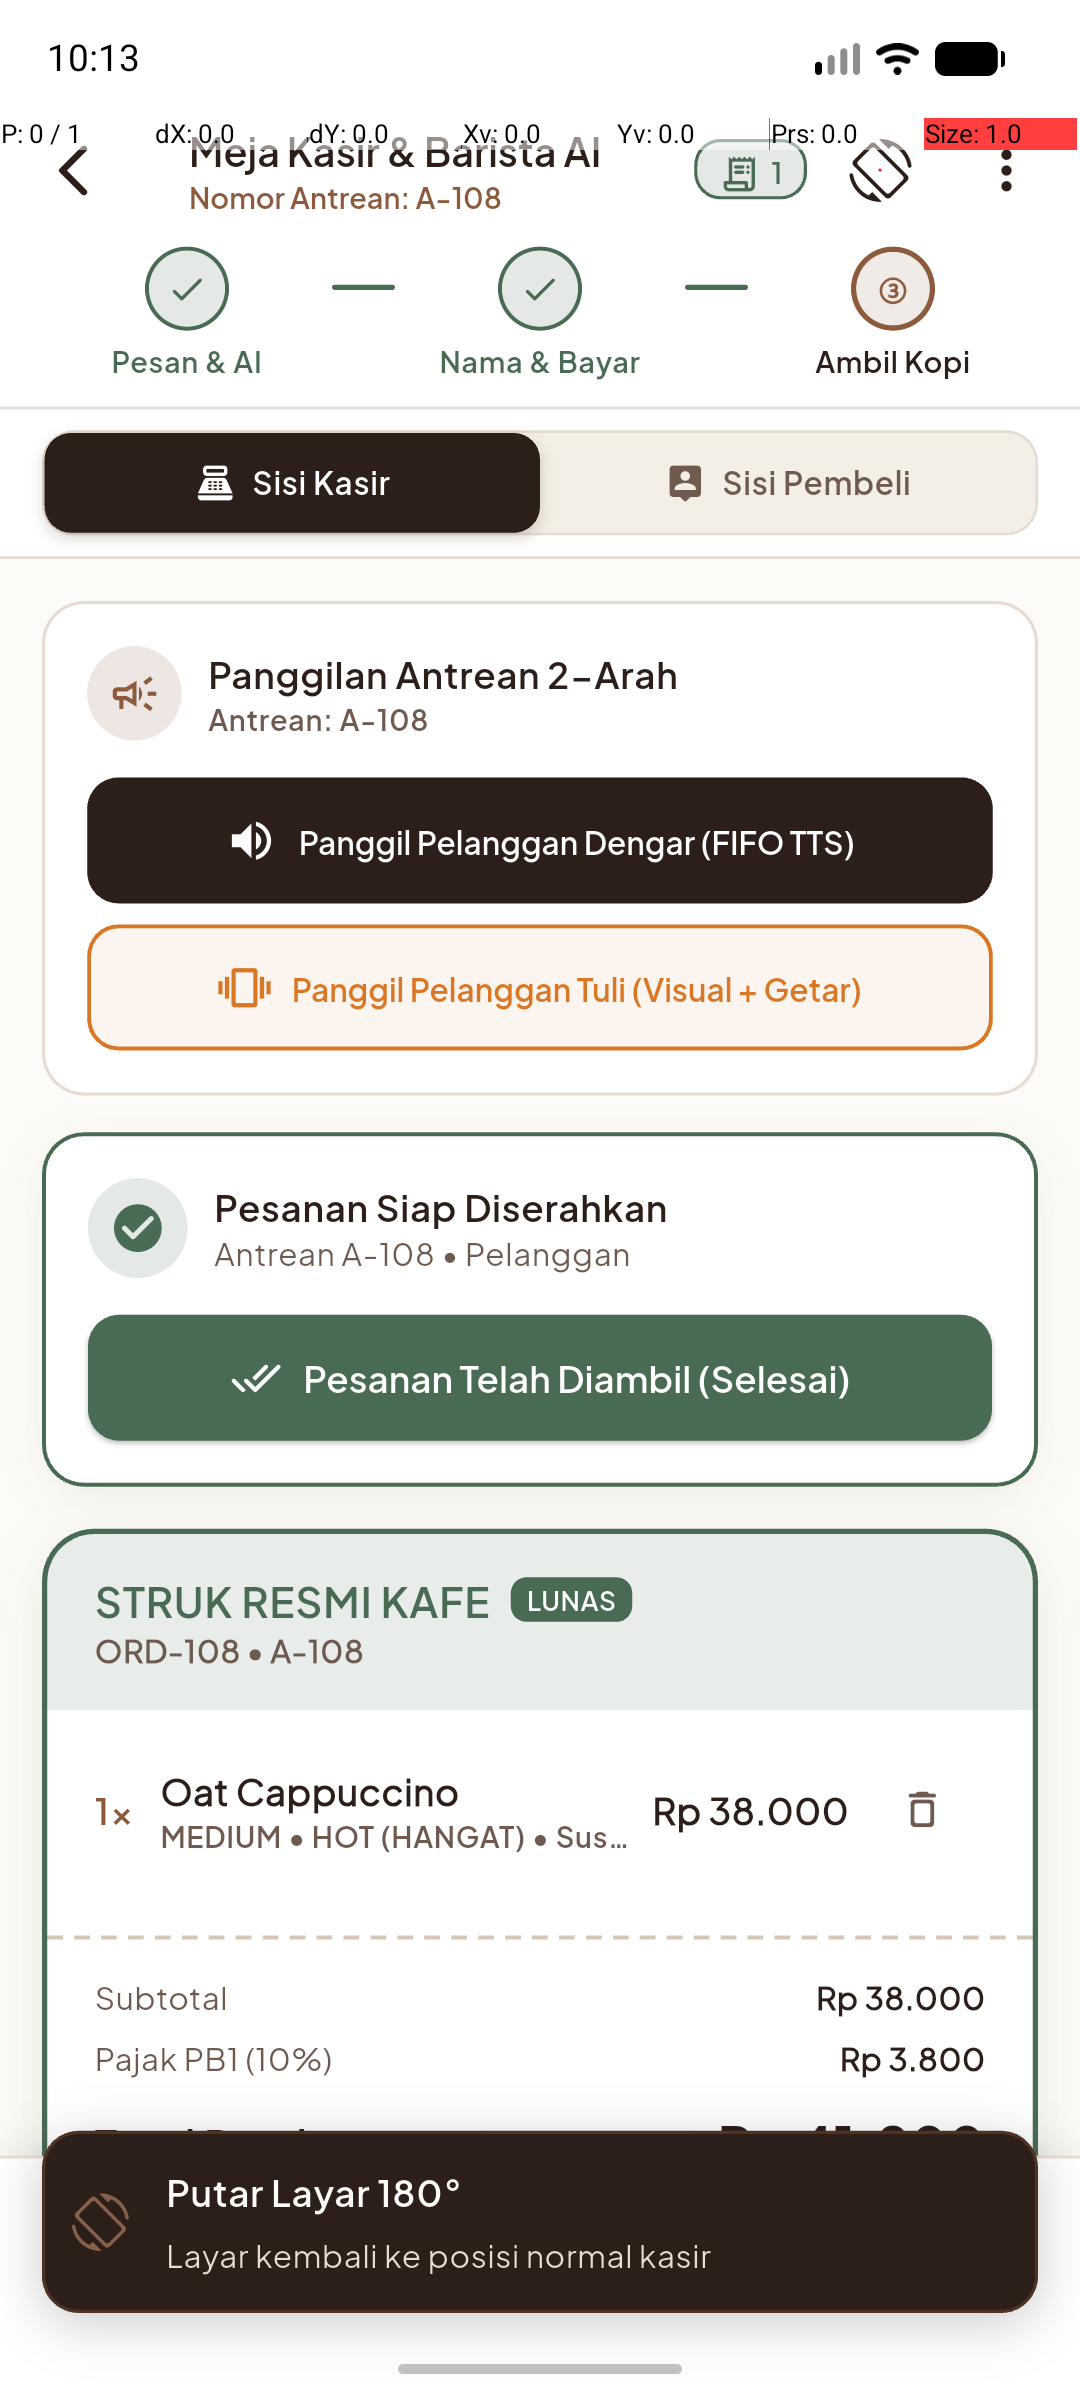 10:13
P: 0 / 1 dX: 0.0 dY: 0.0 Xv: 0.0 Yv: 0.0 Prs: 0.0 Size: 1.0
Meja Kasir & Barista AI
Nomor Antrean: A-108
1
3
Pesan & AI
Nama & Bayar
Ambil Kopi
Sisi Kasir
Sisi Pembeli
Panggilan Antrean 2-Arah
Antrean: A-108
Panggil Pelanggan Dengar (FIFO TTS)
Panggil Pelanggan Tuli (Visual + Getar)
Pesanan Siap Diserahkan
Antrean A-108 • Pelanggan
Pesanan Telah Diambil (Selesai)
STRUK RESMI KAFE LUNAS
ORD-108 • A-108
1× Oat Cappuccino Rp 38.000
MEDIUM • HOT (HANGAT) • Sus...
Subtotal Rp 38.000
Pajak PB1 (10%) Rp 3.800
Putar Layar 180°
Layar kembali ke posisi normal kasir